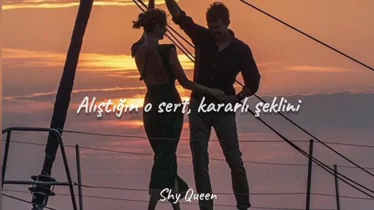 Alıştığın o sert, kararlı şeklini
Shy Queen